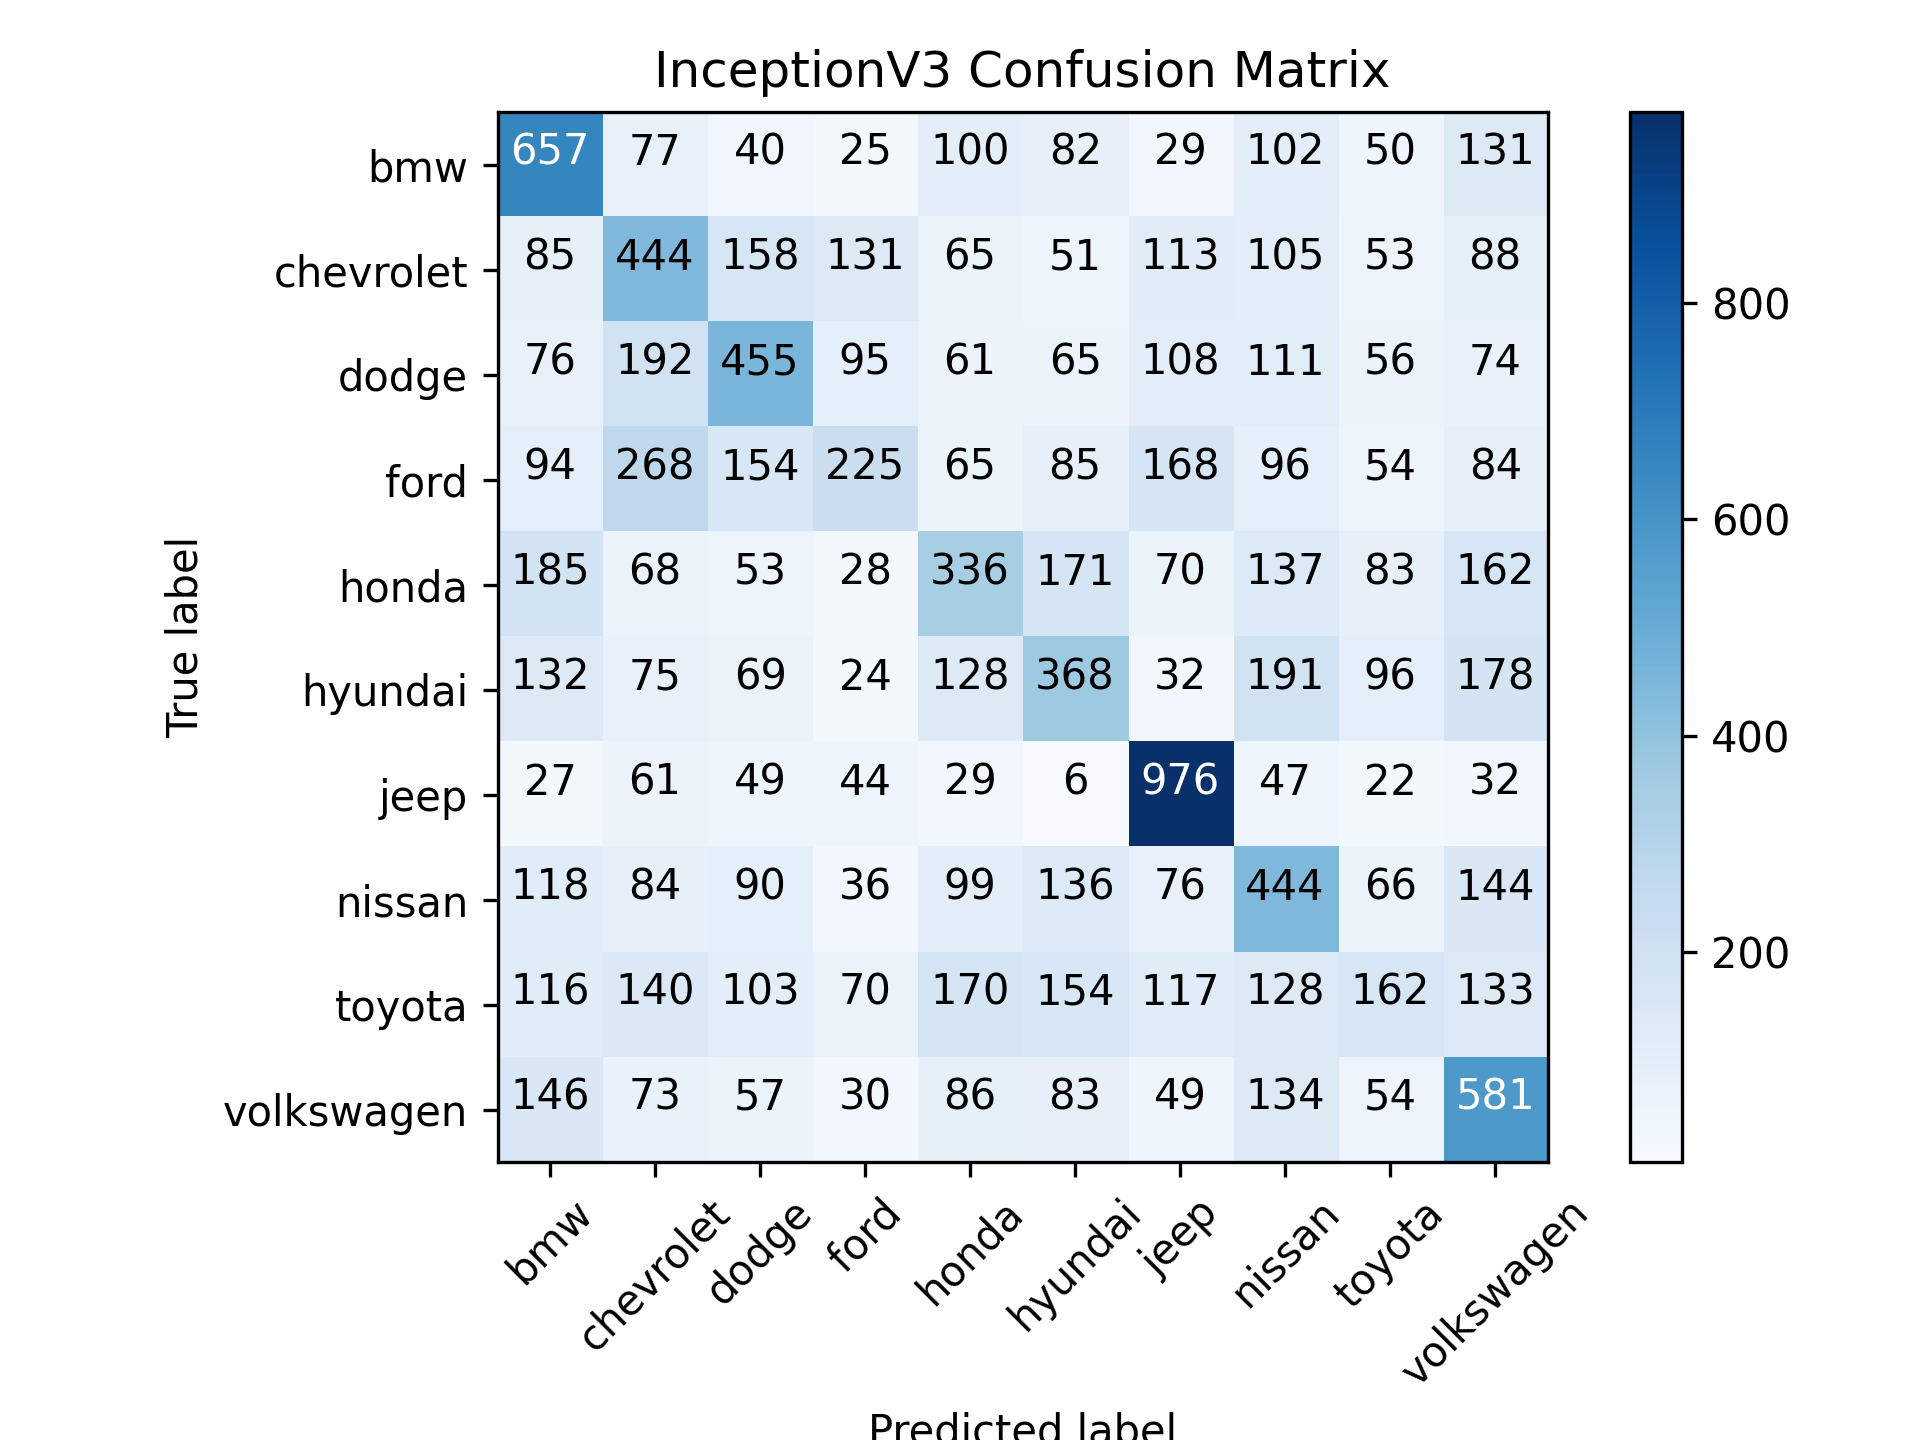 InceptionV3 Confusion Matrix
bmw 657 77 40 25 100 82 29 102 50 131
chevrolet 85 444 158 131 65 51 113 105 53 88
dodge 76 192 455 95 61 65 108 111 56 74
ford 94 268 154 225 65 85 168 96 54 84
honda 185 68 53 28 336 171 70 137 83 162
hyundai 132 75 69 24 128 368 32 191 96 178
jeep 27 61 49 44 29 6 976 47 22 32
nissan 118 84 90 36 99 136 76 444 66 144
toyota 116 140 103 70 170 154 117 128 162 133
volkswagen 146 73 57 30 86 83 49 134 54 581
True label
bmw chevrolet dodge ford honda hyundai jeep nissan toyota volkswagen
Predicted label
800
600
400
200